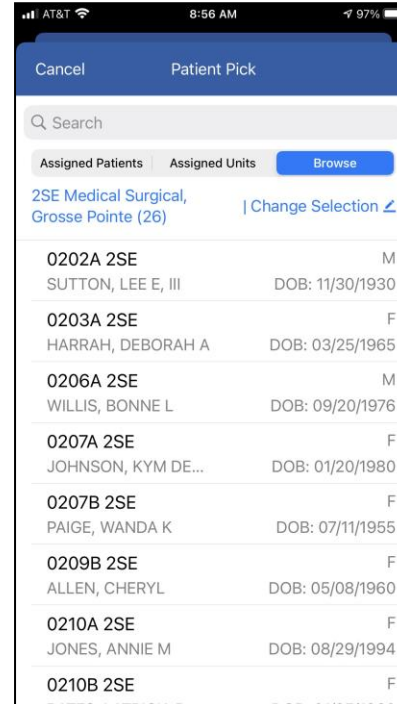 AT&T 8:56 AM 97%
Cancel Patient Pick
Search
Assigned Patients Assigned Units Browse
2SE Medical Surgical,
Grosse Pointe (26) | Change Selection
0202A 2SE M
SUTTON, LEE E, III DOB: 11/30/1930
0203A 2SE F
HARRAH, DEBORAH A DOB: 03/25/1965
0206A 2SE M
WILLIS, BONNE L DOB: 09/20/1976
0207A 2SE F
JOHNSON, KYM DE... DOB: 01/20/1980
0207B 2SE F
PAIGE, WANDA K DOB: 07/11/1955
0209B 2SE F
ALLEN, CHERYL DOB: 05/08/1960
0210A 2SE F
JONES, ANNIE M DOB: 08/29/1994
0210B 2SE F